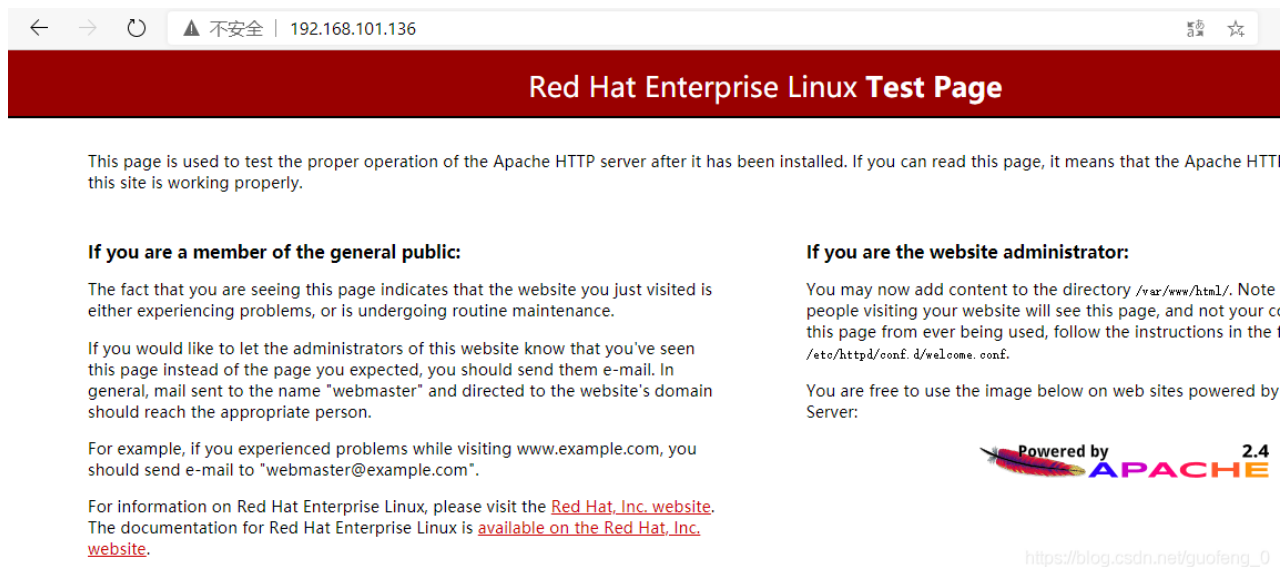 不安全 192.168.101.136
Red Hat Enterprise Linux Test Page
This page is used to test the proper operation of the Apache HTTP server after it has been installed. If you can read this page, it means that the Apache HTTP
this site is working properly.
If you are a member of the general public:
The fact that you are seeing this page indicates that the website you just visited is
either experiencing problems, or is undergoing routine maintenance.
If you would like to let the administrators of this website know that you've seen
this page instead of the page you expected, you should send them e-mail. In
general, mail sent to the name "webmaster" and directed to the website's domain
should reach the appropriate person.
For example, if you experienced problems while visiting www.example.com, you
should send e-mail to "webmaster@example.com".
For information on Red Hat Enterprise Linux, please visit the Red Hat, Inc. website.
The documentation for Red Hat Enterprise Linux is available on the Red Hat, Inc.
website.
If you are the website administrator:
You may now add content to the directory /var/www/html/. Note
people visiting your website will see this page, and not your
this page from ever being used, follow the instructions in the
/etc/httpd/conf.d/welcome.conf.
You are free to use the image below on web sites powered by
Server:
Powered by 2.4
APACHE
https://blog.csdn.net/guofeng_0